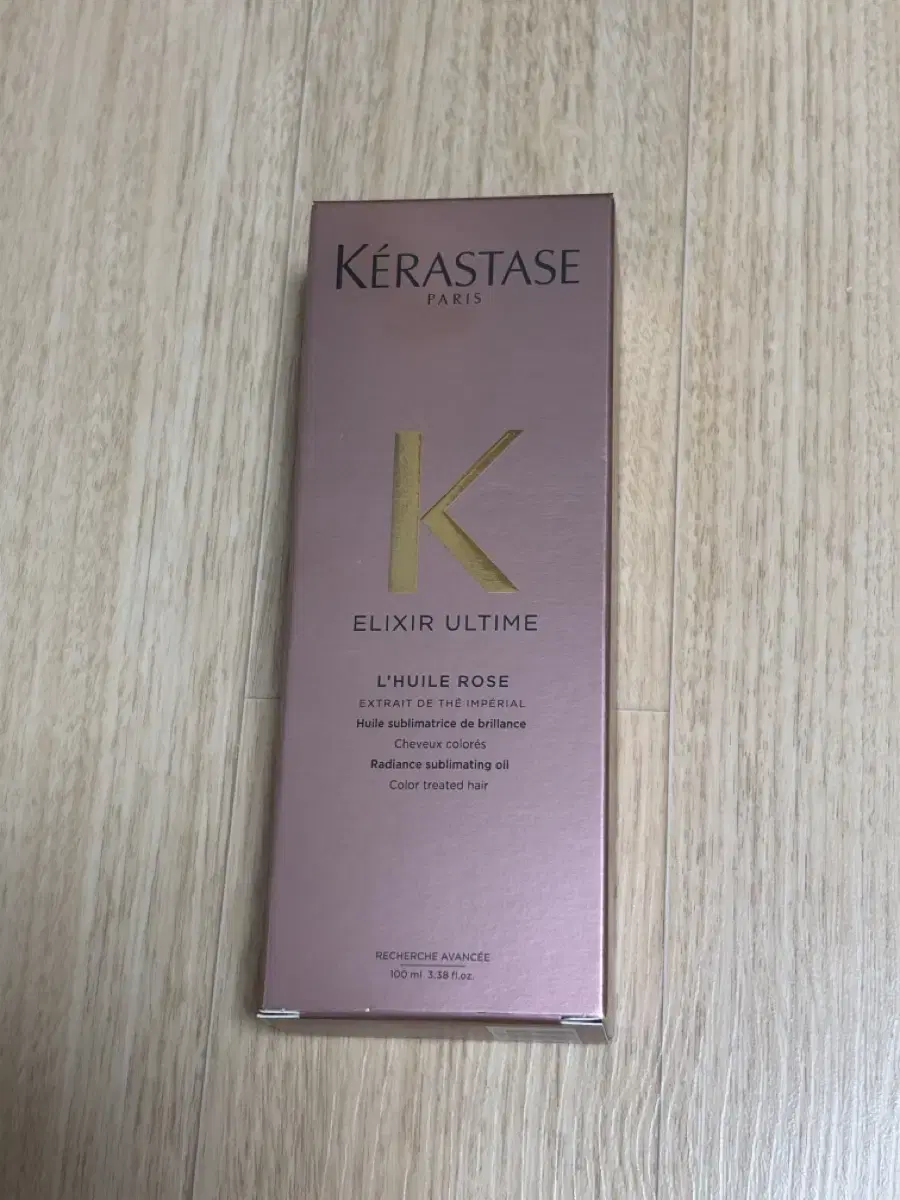 KÉRASTASE
PARIS
K
ELIXIR ULTIME
L'HUILE ROSE
EXTRAIT DE THÉ IMPÉRIAL
Huile sublimatrice de brillance
Cheveux colorés
Radiance sublimating oil
Color treated hair
RECHERCHE AVANCÉE
100 ml 3.38 fl.oz.